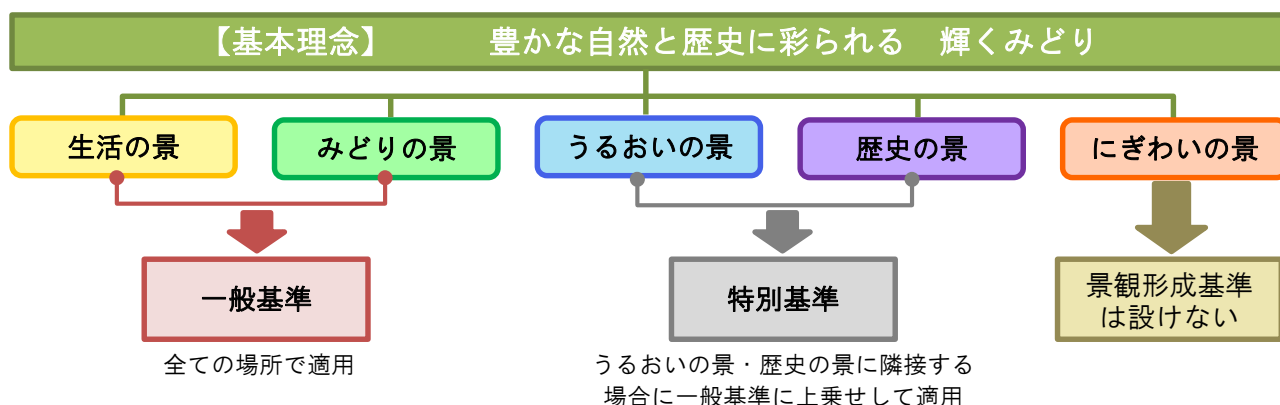 【基本理念】　豊かな自然と歴史に彩られる　輝くみどり
生活の景
みどりの景
うるおいの景
歴史の景
にぎわいの景
一般基準
特別基準
景観形成基準
は設けない
全ての場所で適用
うるおいの景・歴史の景に隣接する
場合に一般基準に上乗せして適用